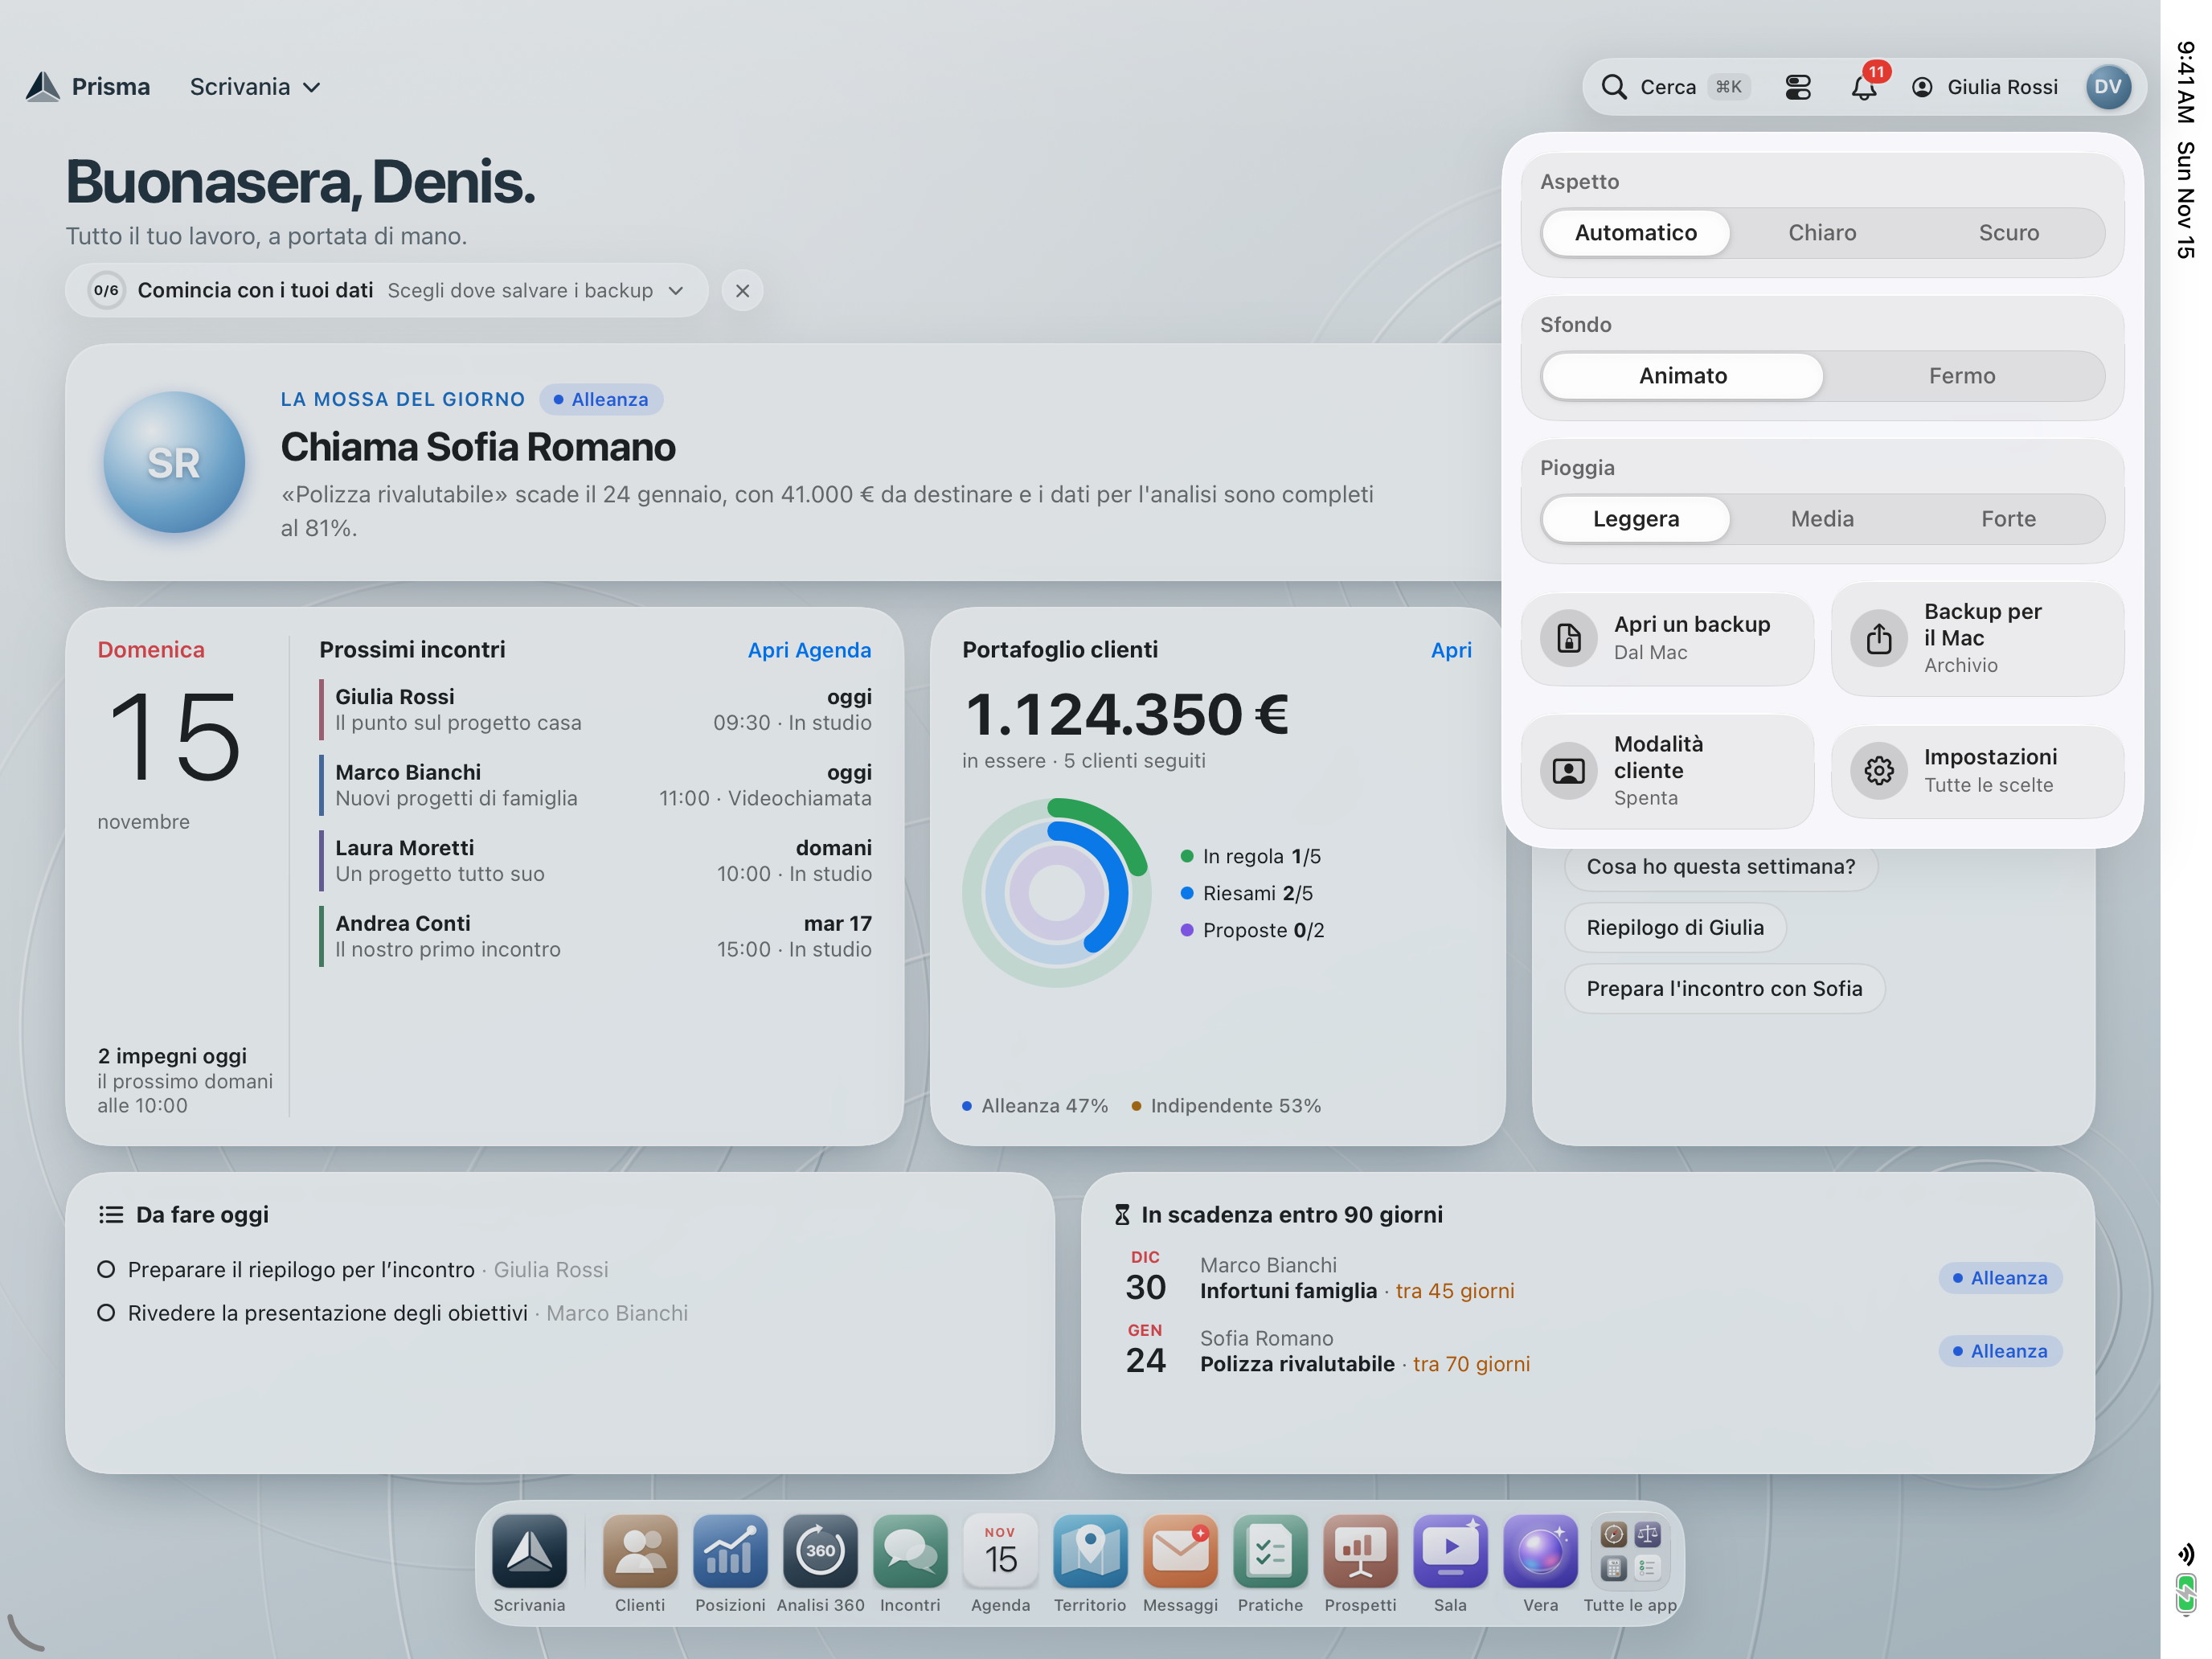 Prisma
Scrivania
Cerca ⌘K
11
Giulia Rossi
DV
9:41 AM Sun Nov 15
Buonasera, Denis.
Tutto il tuo lavoro, a portata di mano.
0/6 Comincia con i tuoi dati Scegli dove salvare i backup
LA MOSSA DEL GIORNO
Alleanza
SR
Chiama Sofia Romano
«Polizza rivalutabile» scade il 24 gennaio, con 41.000 € da destinare e i dati per l'analisi sono completi
al 81%.
Aspetto
Automatico Chiaro Scuro
Sfondo
Animato Fermo
Pioggia
Leggera Media Forte
Apri un backup
Dal Mac
Backup per
il Mac
Archivio
Modalità
cliente
Spenta
Impostazioni
Tutte le scelte
Domenica
15
novembre
2 impegni oggi
il prossimo domani
alle 10:00
Prossimi incontri
Apri Agenda
Giulia Rossi oggi
Il punto sul progetto casa 09:30 · In studio
Marco Bianchi oggi
Nuovi progetti di famiglia 11:00 · Videochiamata
Laura Moretti domani
Un progetto tutto suo 10:00 · In studio
Andrea Conti mar 17
Il nostro primo incontro 15:00 · In studio
Portafoglio clienti
Apri
1.124.350 €
in essere · 5 clienti seguiti
In regola 1/5
Riesami 2/5
Proposte 0/2
Alleanza 47% Indipendente 53%
Cosa ho questa settimana?
Riepilogo di Giulia
Prepara l'incontro con Sofia
Da fare oggi
Preparare il riepilogo per l’incontro · Giulia Rossi
Rivedere la presentazione degli obiettivi · Marco Bianchi
In scadenza entro 90 giorni
DIC
30
Marco Bianchi
Infortuni famiglia · tra 45 giorni
Alleanza
GEN
24
Sofia Romano
Polizza rivalutabile · tra 70 giorni
Alleanza
360
NOV
15
Scrivania
Clienti
Posizioni
Analisi 360
Incontri
Agenda
Territorio
Messaggi
Pratiche
Prospetti
Sala
Vera
Tutte le app